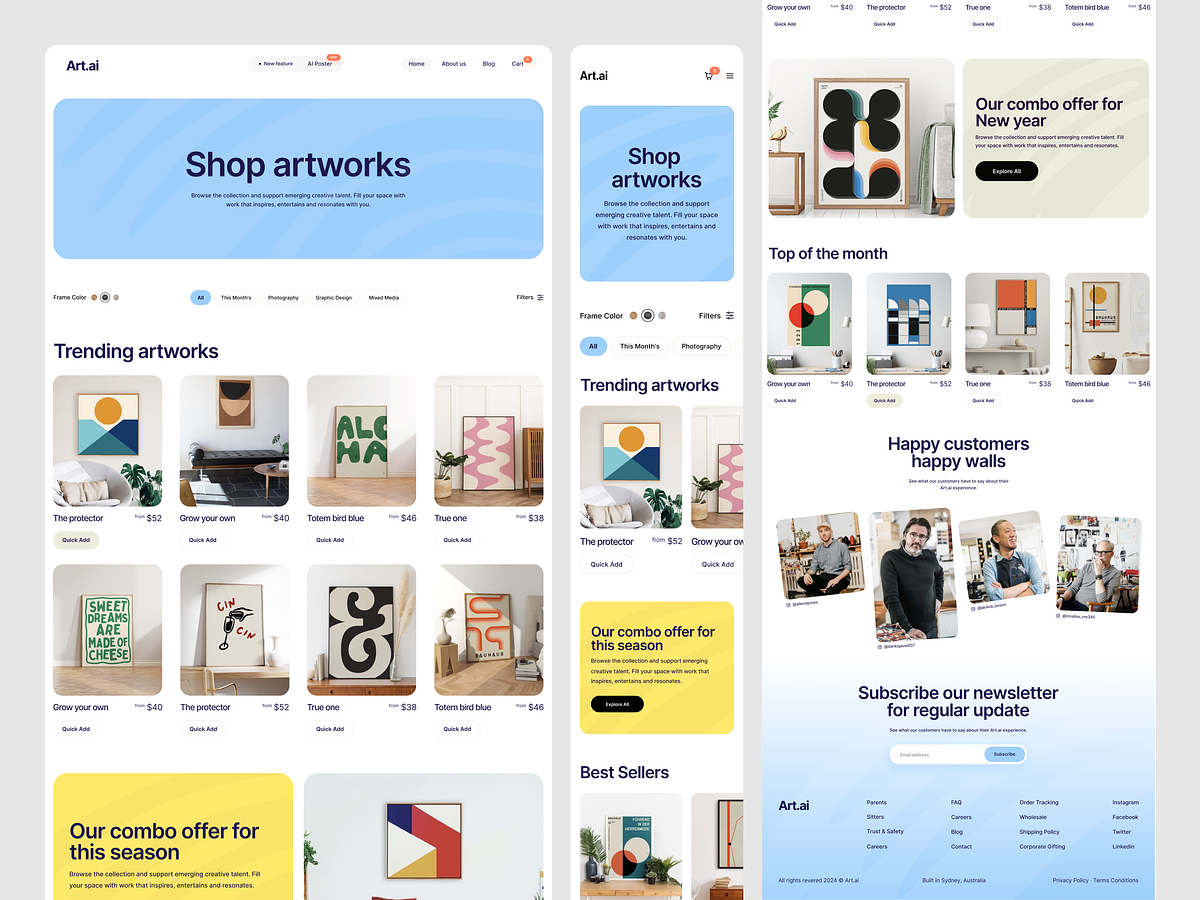 Art.ai
New feature
AI Poster
New
Home
About us
Blog
Cart
Shop artworks
Browse the collection and support emerging creative talent. Fill your space with
work that inspires, entertains and resonates with you.
Frame Color
All
This Month's
Photography
Graphic Design
Mixed Media
Filters
Trending artworks
ALO
HA
The protector
from $52
Quick Add
Grow your own
from $40
Quick Add
Totem bird blue
from $46
Quick Add
True one
from $38
Quick Add
SWEET
DREAMS
ARE
MADE OF
CHEESE
CIN
CIN
BAUHAUS
Grow your own
from $40
Quick Add
The protector
from $52
Quick Add
True one
from $38
Quick Add
Totem bird blue
from $46
Quick Add
Our combo offer for
this season
Browse the collection and support emerging creative talent. Fill
your space with work that inspires, entertains and resonates.
Art.ai
Shop
artworks
Browse the collection and support
emerging creative talent. Fill your space
with work that inspires, entertains and
resonates with you.
Frame Color
Filters
All
This Month's
Photography
Trending artworks
The protector
from $52
Quick Add
Grow your ow
Quick Add
Our combo offer for
this season
Browse the collection and support emerging
creative talent. Fill your space with work that
inspires, entertains and resonates.
Explore All
Best Sellers
Grow your own
from $40
Quick Add
The protector
from $52
Quick Add
True one
from $38
Quick Add
Totem bird blue
from $46
Quick Add
Our combo offer for
New year
Browse the collection and support emerging creative talent. Fill
your space with work that inspires, entertains and resonates.
Explore All
Top of the month
1923
BAUHAUS
Grow your own
from $40
Quick Add
The protector
from $52
Quick Add
True one
from $38
Quick Add
Totem bird blue
from $46
Quick Add
Happy customers
happy walls
See what our customers have to say about their
Art.ai experience.
Subscribe our newsletter
for regular update
See what our customers have to say about their Art.ai experience.
Email address
Subscribe
Art.ai
Parents
Sitters
Trust & Safety
Careers
FAQ
Careers
Blog
Contact
Order Tracking
Wholesale
Shipping Policy
Corporate Gifting
Instagram
Facebook
Twitter
Linkedin
All rights revered 2024 © Art.ai
Built in Sydney, Australia
Privacy Policy - Terms Conditions